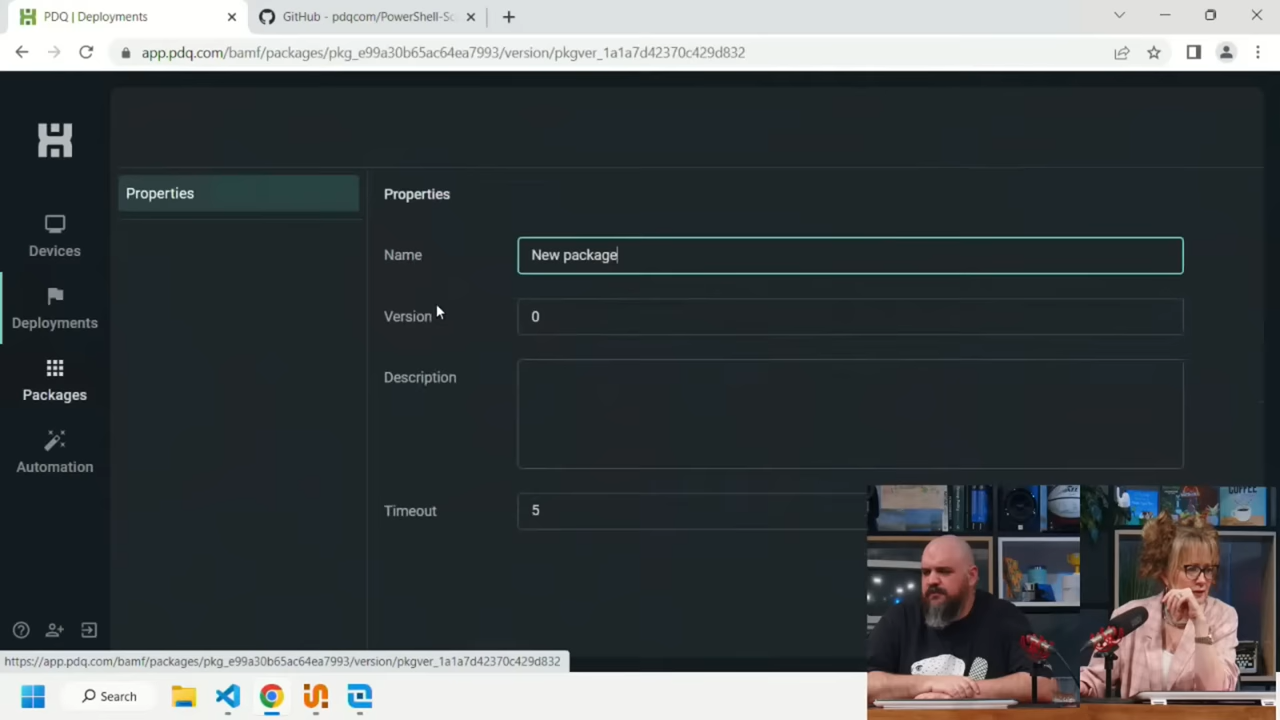 PDQ | Deployments
GitHub - pdqcom/PowerShell-Sc
app.pdq.com/bamf/packages/pkg_e99a30b65ac64ea7993/version/pkgver_1a1a7d42370c429d832
Devices
Deployments
Packages
Automation
Properties
Properties
Name
New package
Version
0
Description
Timeout
5
COFFEE
https://app.pdq.com/bamf/packages/pkg_e99a30b65ac64ea7993/version/pkgver_1a1a7d42370c429d832
Search